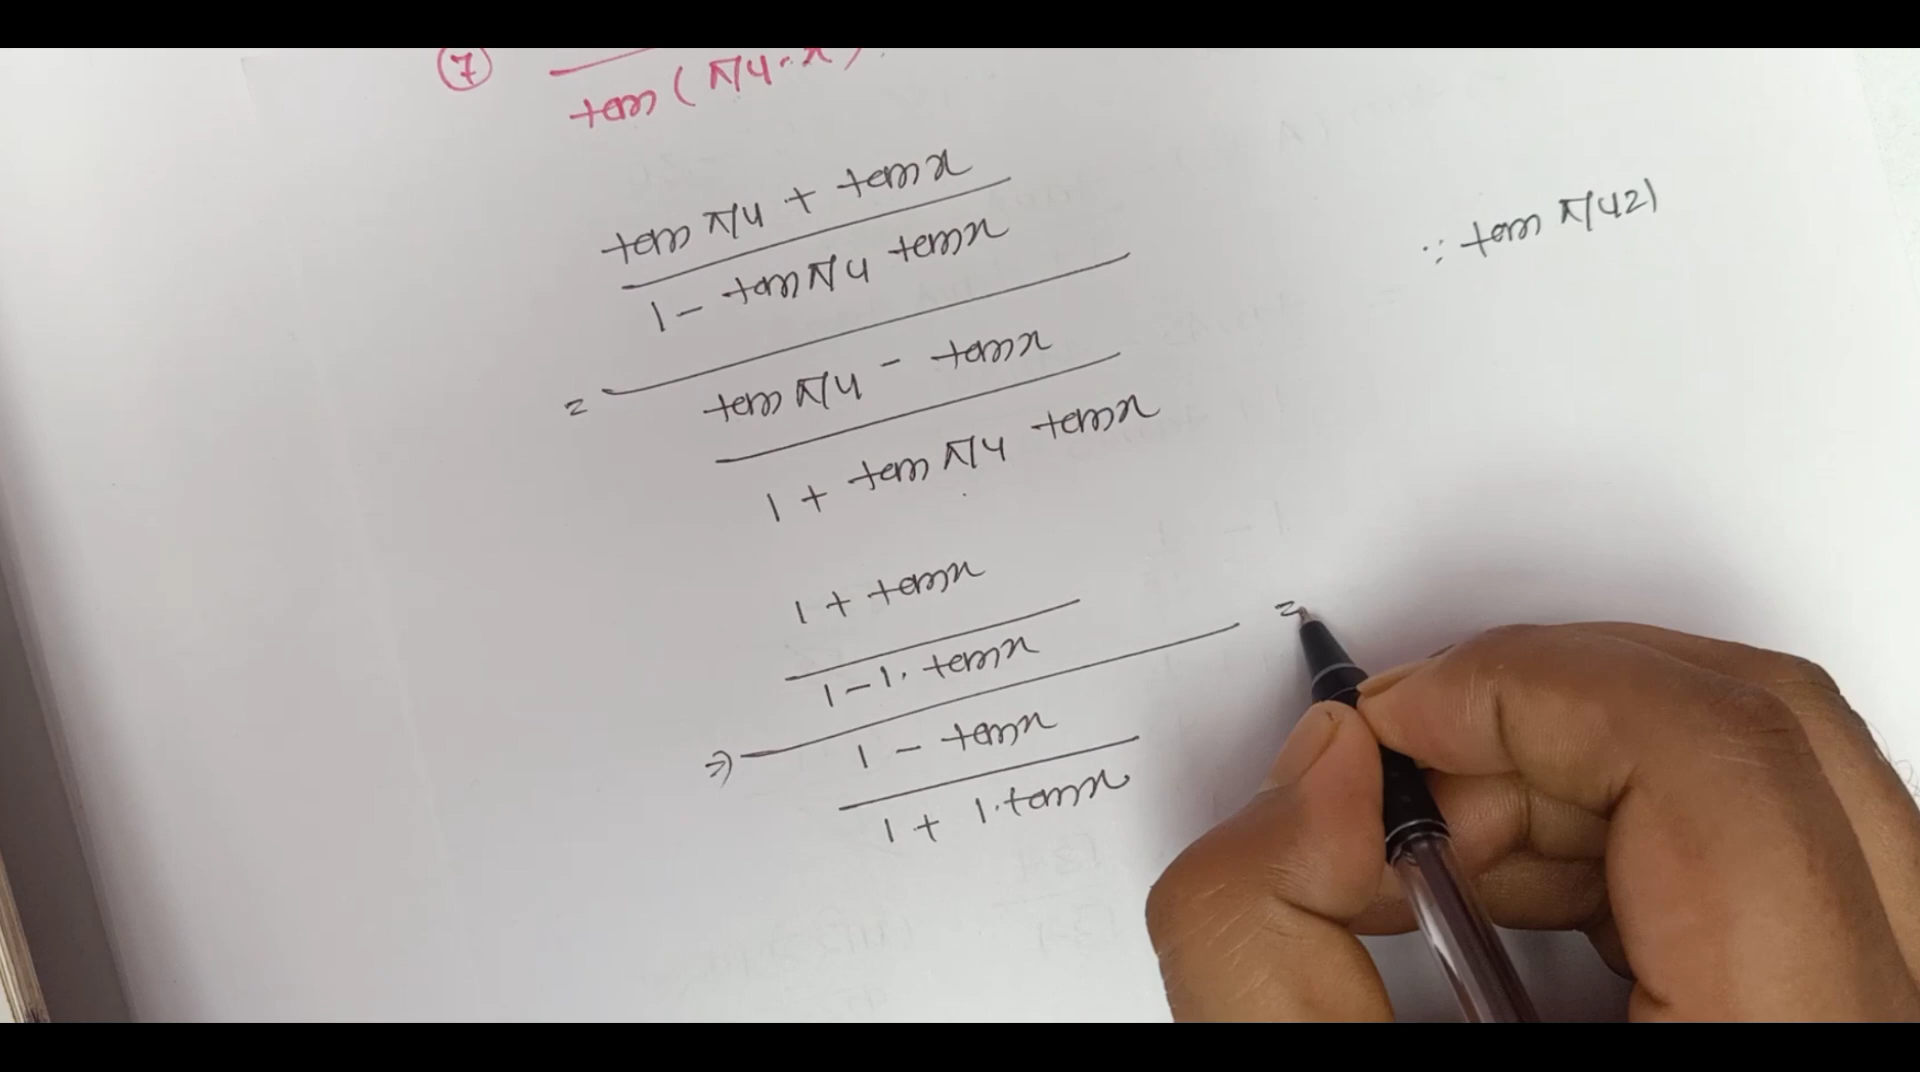 ⑦
tan (π/4-x)
tan π/4 + tan x
1 - tan π/4 tan x
=
tan π/4 - tan x
1 + tan π/4 tan x
∵ tan π/4=1
1 + tan x
1 - 1. tan x
⇒
=
1 - tan x
1 + 1. tan x